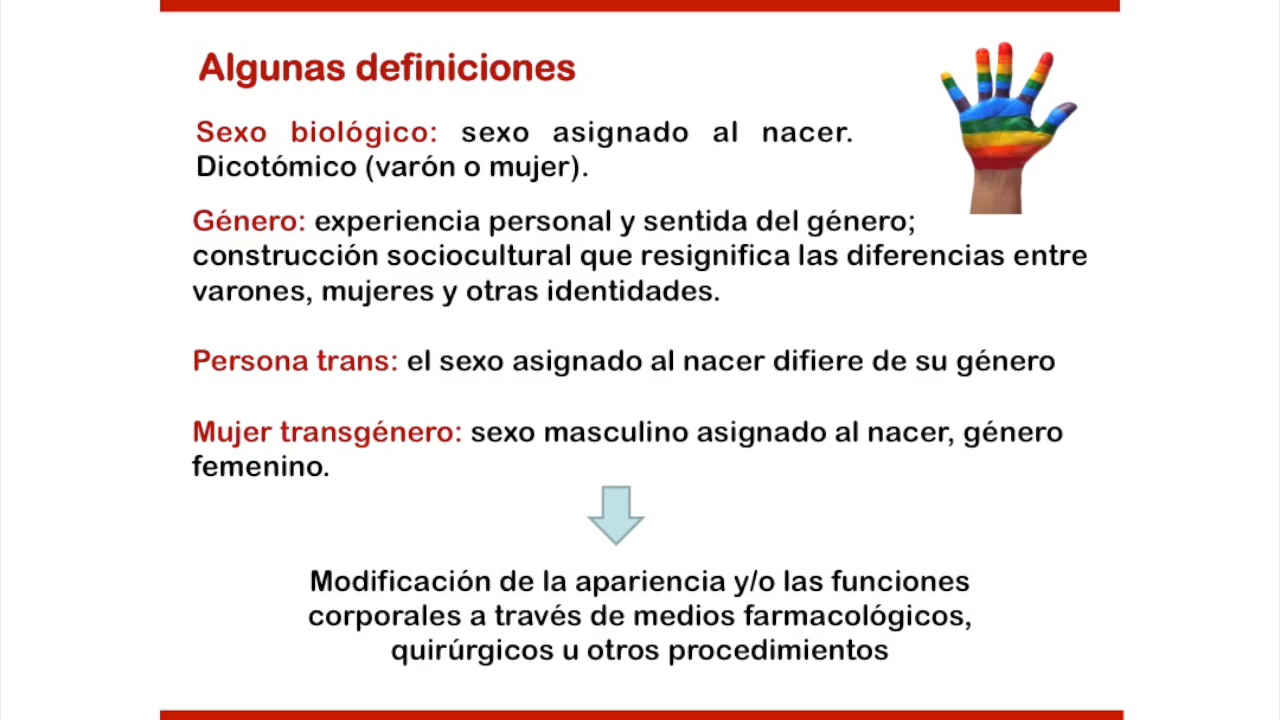 Algunas definiciones
Sexo biológico: sexo asignado al nacer.
Dicotómico (varón o mujer).
Género: experiencia personal y sentida del género;
construcción sociocultural que resignifica las diferencias entre
varones, mujeres y otras identidades.
Persona trans: el sexo asignado al nacer difiere de su género
Mujer transgénero: sexo masculino asignado al nacer, género
femenino.
Modificación de la apariencia y/o las funciones
corporales a través de medios farmacológicos,
quirúrgicos u otros procedimientos